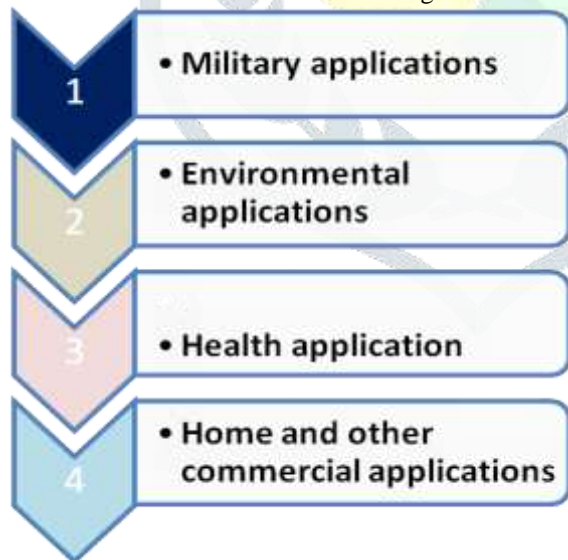 1
• Military applications
2
• Environmental
applications
3
• Health application
4
• Home and other
commercial applications